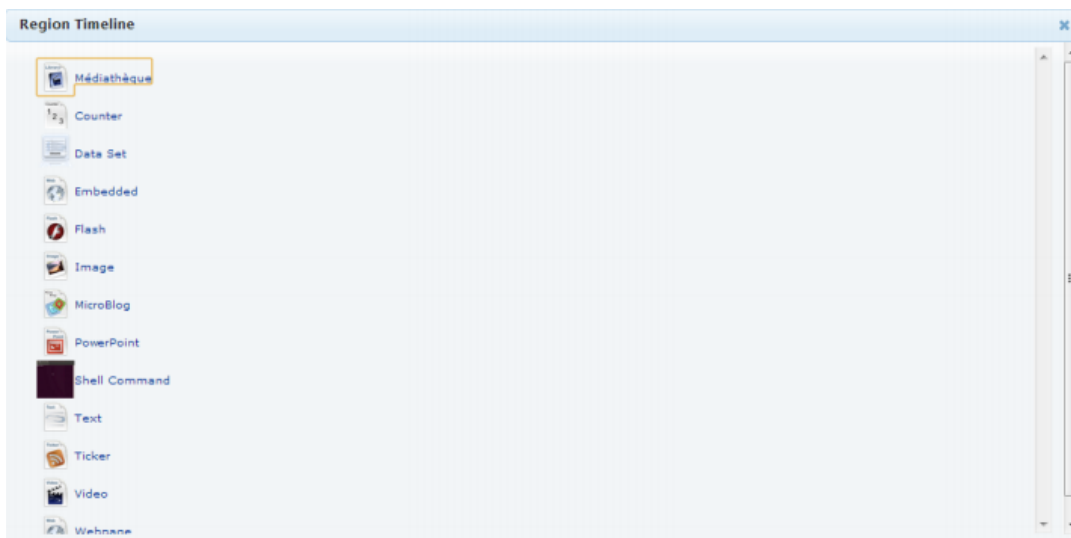 Region Timeline
Médiathèque
Counter
Data Set
Embedded
Flash
Image
MicroBlog
PowerPoint
Shell Command
Text
Ticker
Video
Webpage